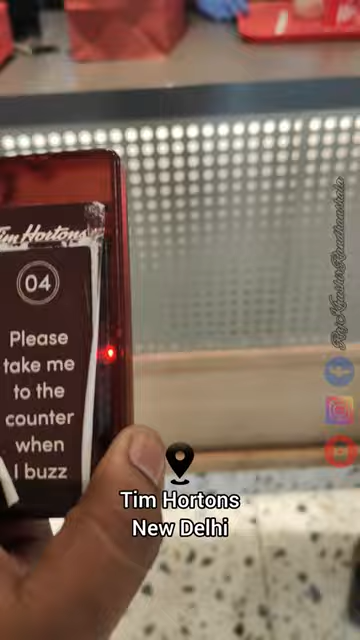 Tim Hortons
04
Please
take me
to the
counter
when
I buzz
Tim Hortons
New Delhi